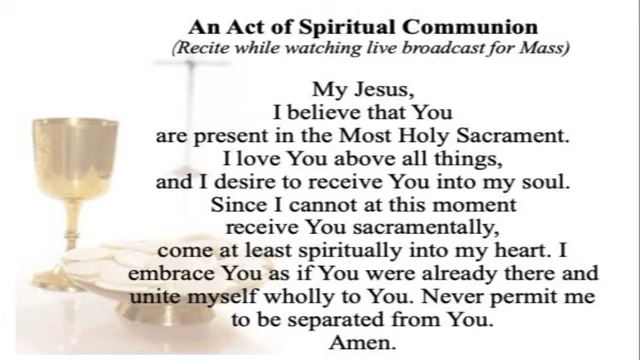 An Act of Spiritual Communion
(Recite while watching live broadcast for Mass)
My Jesus,
I believe that You
are present in the Most Holy Sacrament.
I love You above all things,
and I desire to receive You into my soul.
Since I cannot at this moment
receive You sacramentally,
come at least spiritually into my heart. I
embrace You as if You were already there and
unite myself wholly to You. Never permit me
to be separated from You.
Amen.